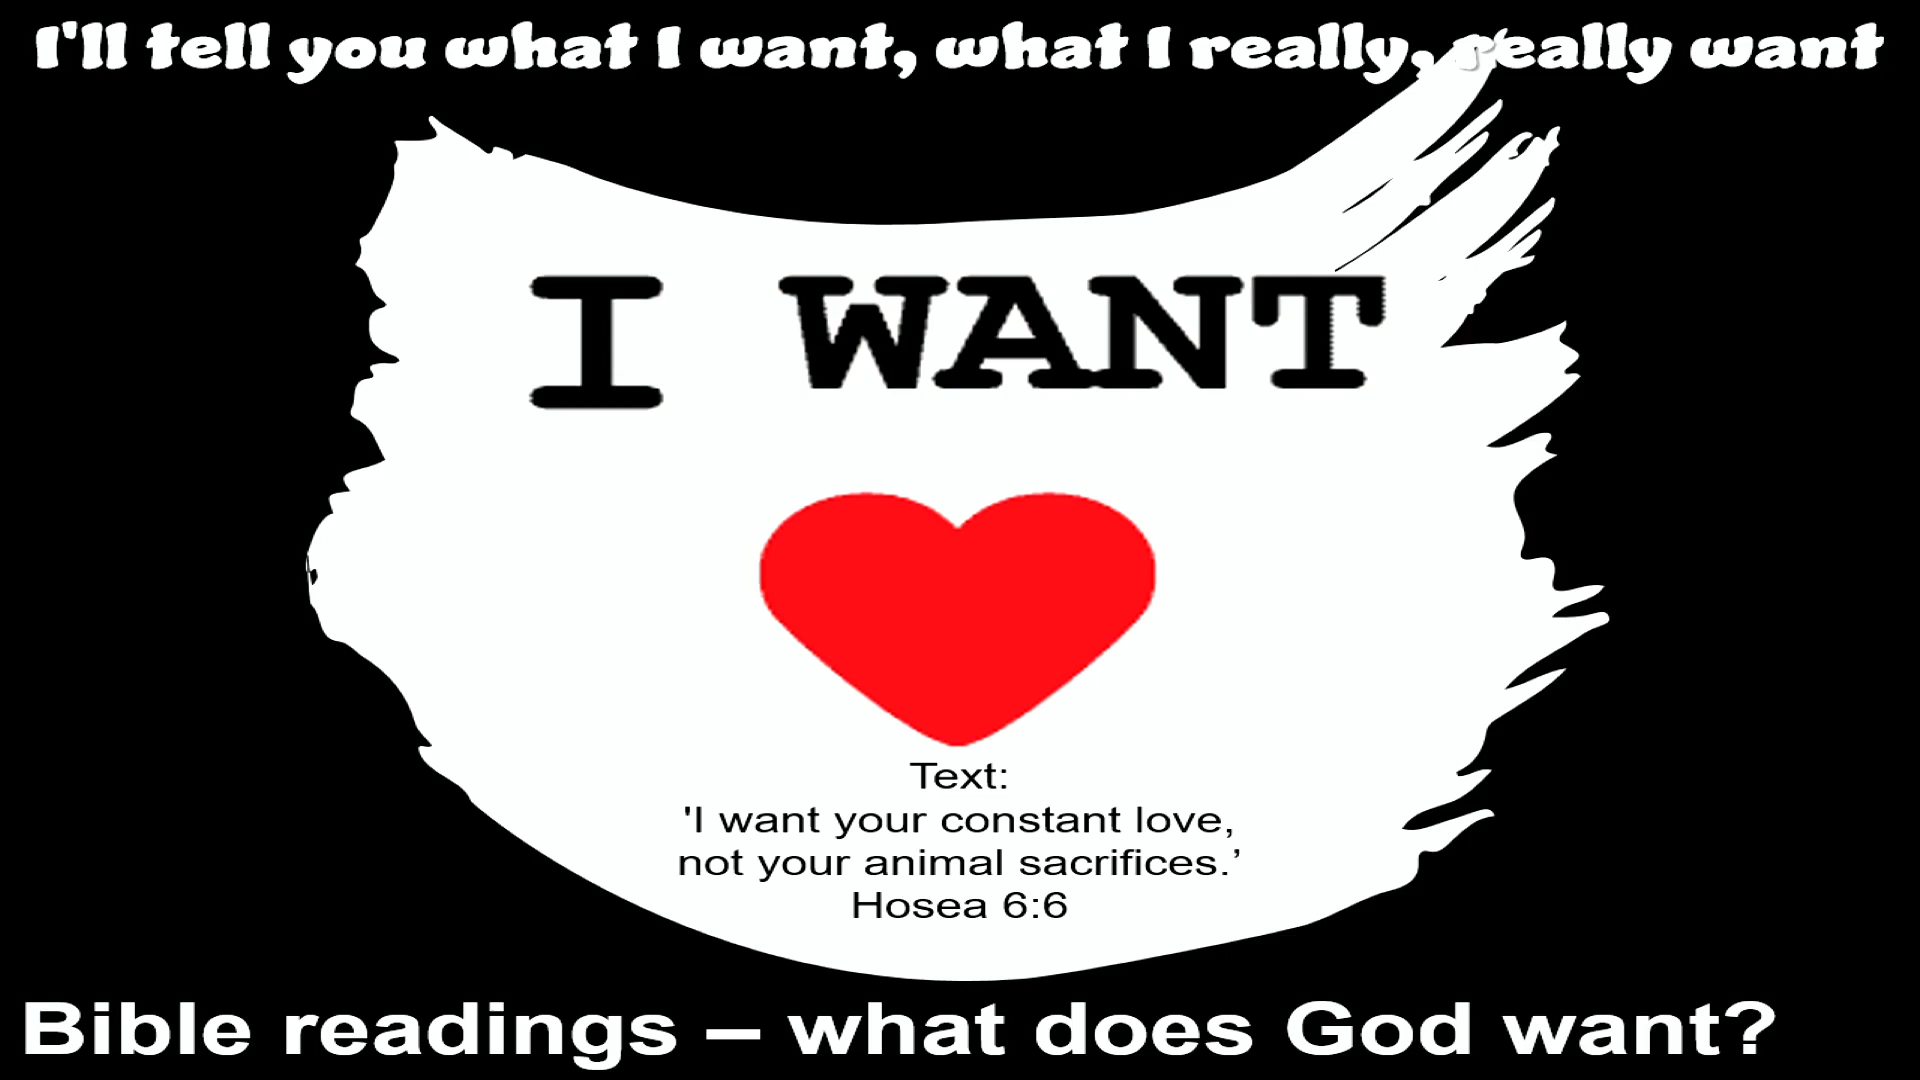 I'll tell you what I want, what I really, really want
I WANT
Text:
'I want your constant love,
not your animal sacrifices.’
Hosea 6:6
Bible readings – what does God want?